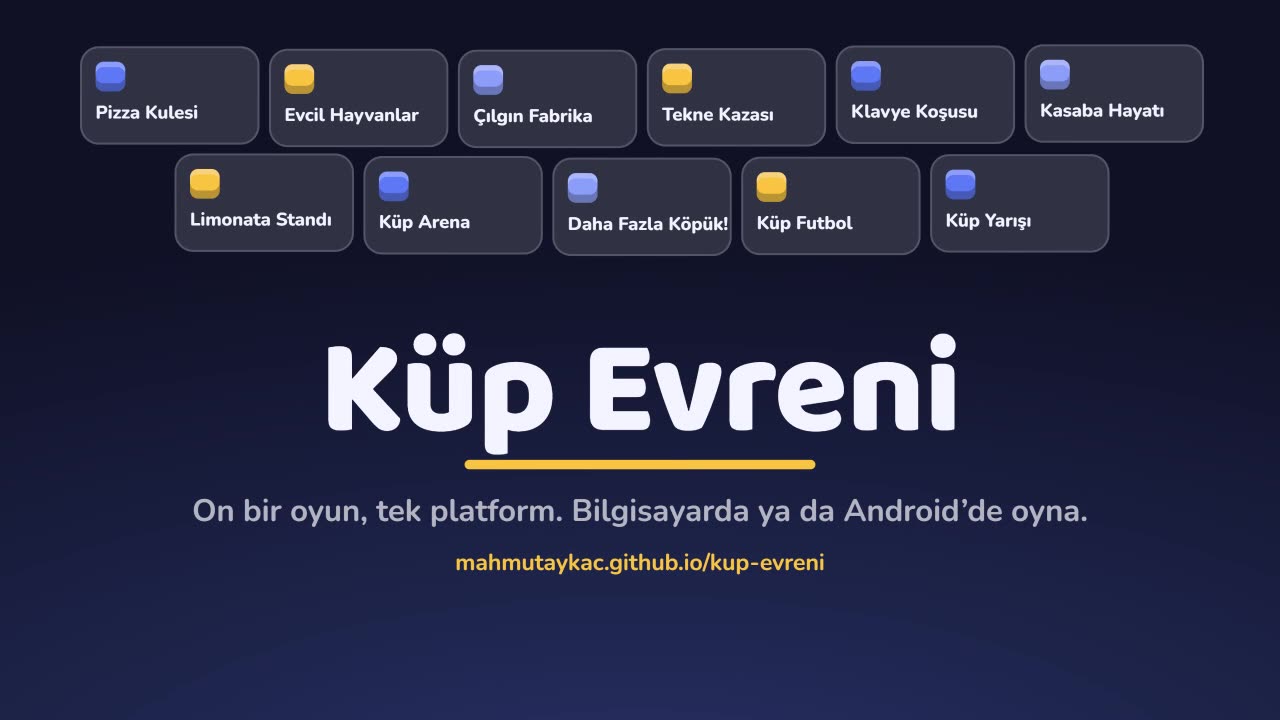 Pizza Kulesi
Evcil Hayvanlar
Çılgın Fabrika
Tekne Kazası
Klavye Koşusu
Kasaba Hayatı
Limonata Standı
Küp Arena
Daha Fazla Köpük!
Küp Futbol
Küp Yarışı
Küp Evreni
On bir oyun, tek platform. Bilgisayarda ya da Android’de oyna.
mahmutaykac.github.io/kup-evreni